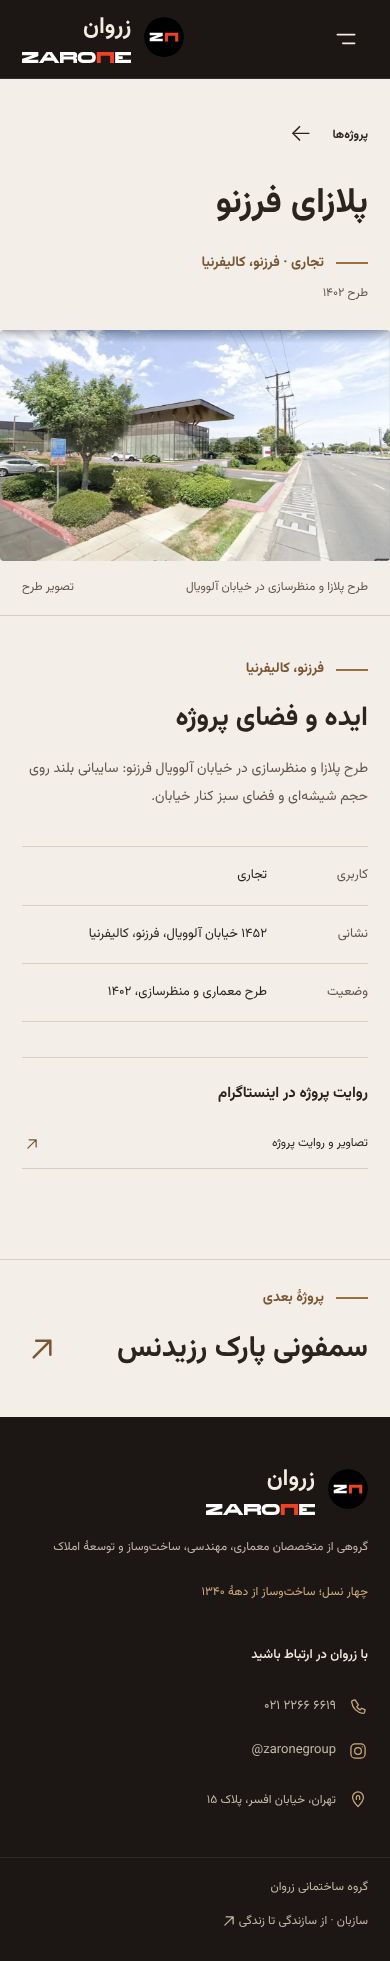 زروان
ZARONE
پروژه‌ها
پلازای فرزنو
تجاری · فرزنو، کالیفرنیا
طرح ۱۴۰۲
طرح پلازا و منظرسازی در خیابان آلوویال
تصویر طرح
فرزنو، کالیفرنیا
ایده و فضای پروژه
طرح پلازا و منظرسازی در خیابان آلوویال فرزنو: سایبانی بلند روی
حجم شیشه‌ای و فضای سبز کنار خیابان.
کاربری تجاری
نشانی ۱۴۵۲ خیابان آلوویال، فرزنو، کالیفرنیا
وضعیت طرح معماری و منظرسازی، ۱۴۰۲
روایت پروژه در اینستاگرام
تصاویر و روایت پروژه
پروژهٔ بعدی
سمفونی پارک رزیدنس
زروان
ZARONE
گروهی از متخصصان معماری، مهندسی، ساخت‌وساز و توسعهٔ املاک
چهار نسل؛ ساخت‌وساز از دههٔ ۱۳۴۰
با زروان در ارتباط باشید
۰۲۱ ۲۲۶۶ ۶۶۱۹
@zaronegroup
تهران، خیابان افسر، پلاک ۱۵
گروه ساختمانی زروان
سازبان · از سازندگی تا زندگی